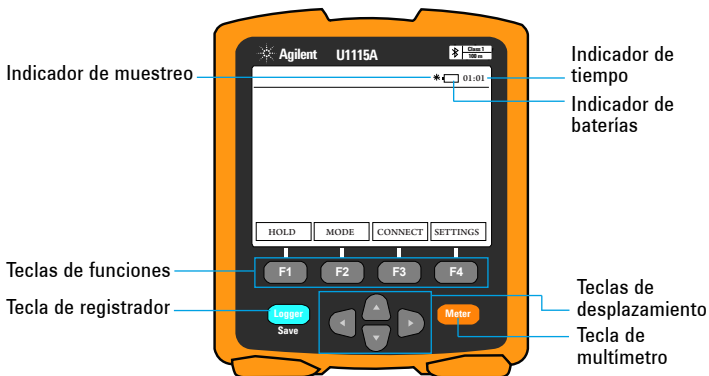 Agilent U1115A
Class 1
100 m
Indicador de muestreo
* 01:01
Indicador de
tiempo
Indicador de
baterías
HOLD MODE CONNECT SETTINGS
Teclas de funciones
F1 F2 F3 F4
Tecla de registrador
Logger
Save
Meter
Teclas de
desplazamiento
Tecla de
multímetro